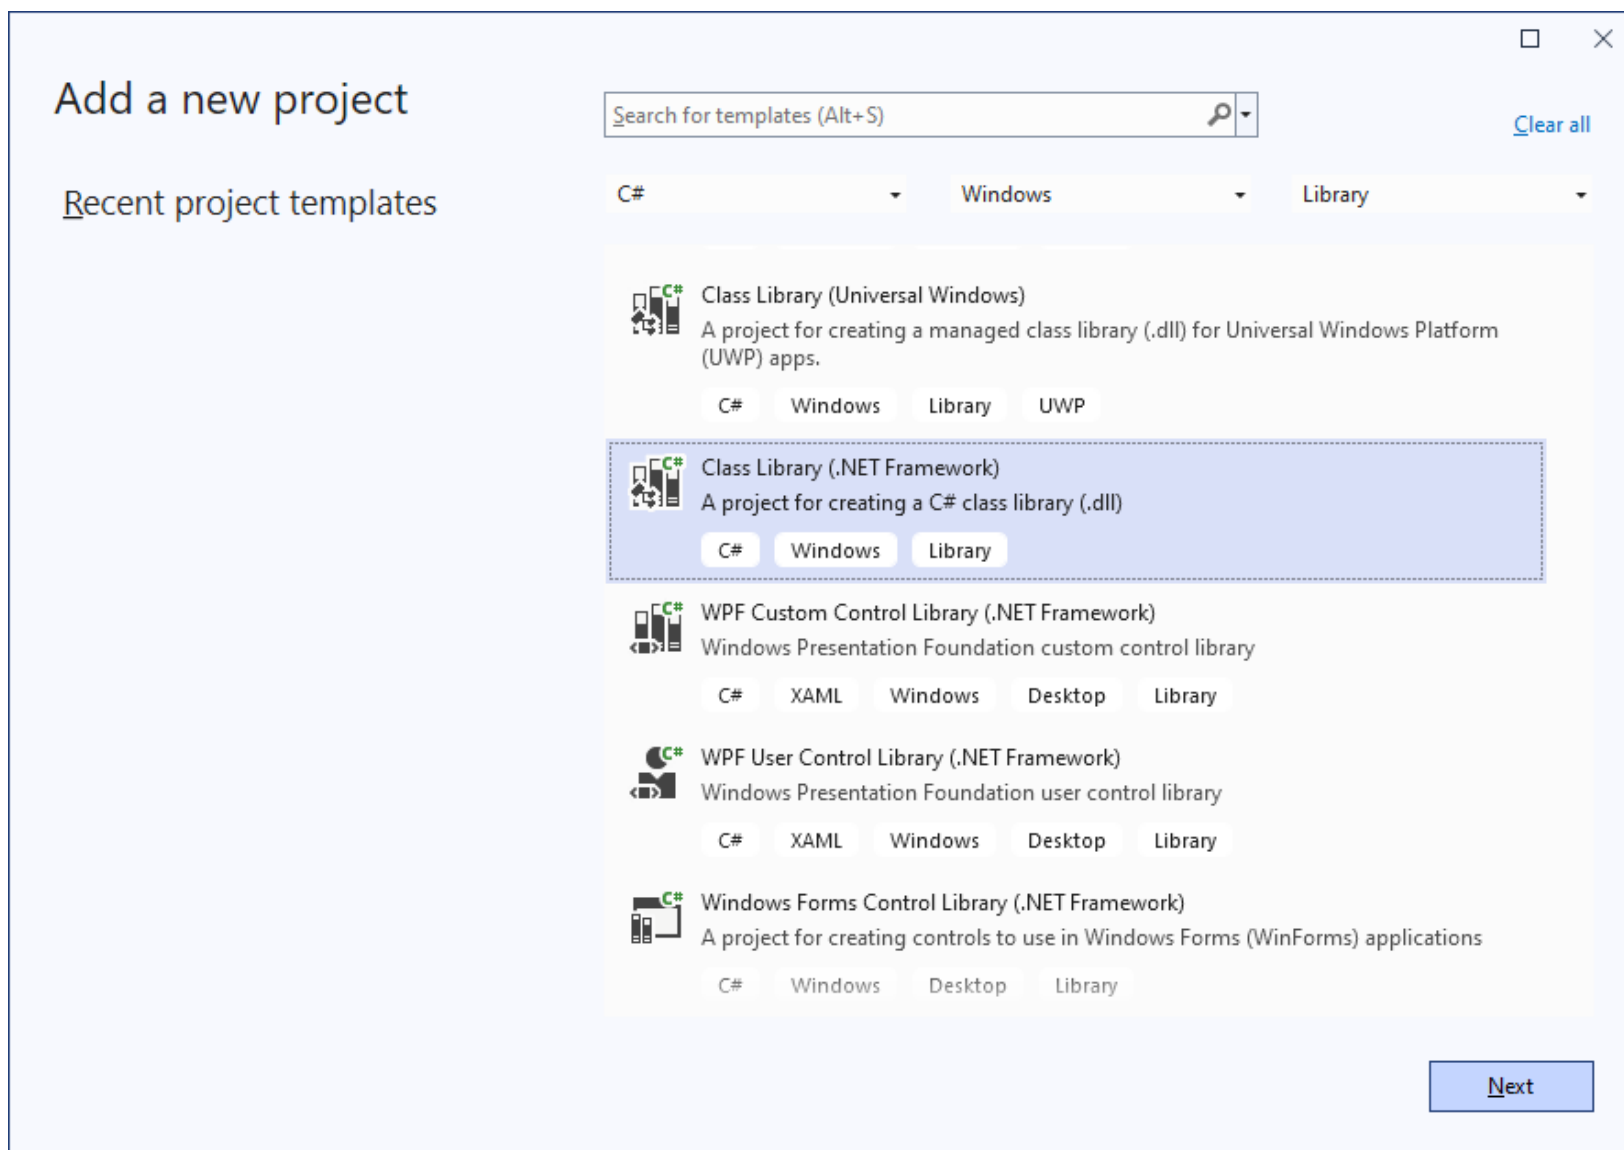 Add a new project
Search for templates (Alt+S)
Clear all
Recent project templates
C# Windows Library
C#
Class Library (Universal Windows)
A project for creating a managed class library (.dll) for Universal Windows Platform
(UWP) apps.
C# Windows Library UWP
C#
Class Library (.NET Framework)
A project for creating a C# class library (.dll)
C# Windows Library
C#
WPF Custom Control Library (.NET Framework)
Windows Presentation Foundation custom control library
C# XAML Windows Desktop Library
C#
WPF User Control Library (.NET Framework)
Windows Presentation Foundation user control library
C# XAML Windows Desktop Library
C#
Windows Forms Control Library (.NET Framework)
A project for creating controls to use in Windows Forms (WinForms) applications
C# Windows Desktop Library
Next